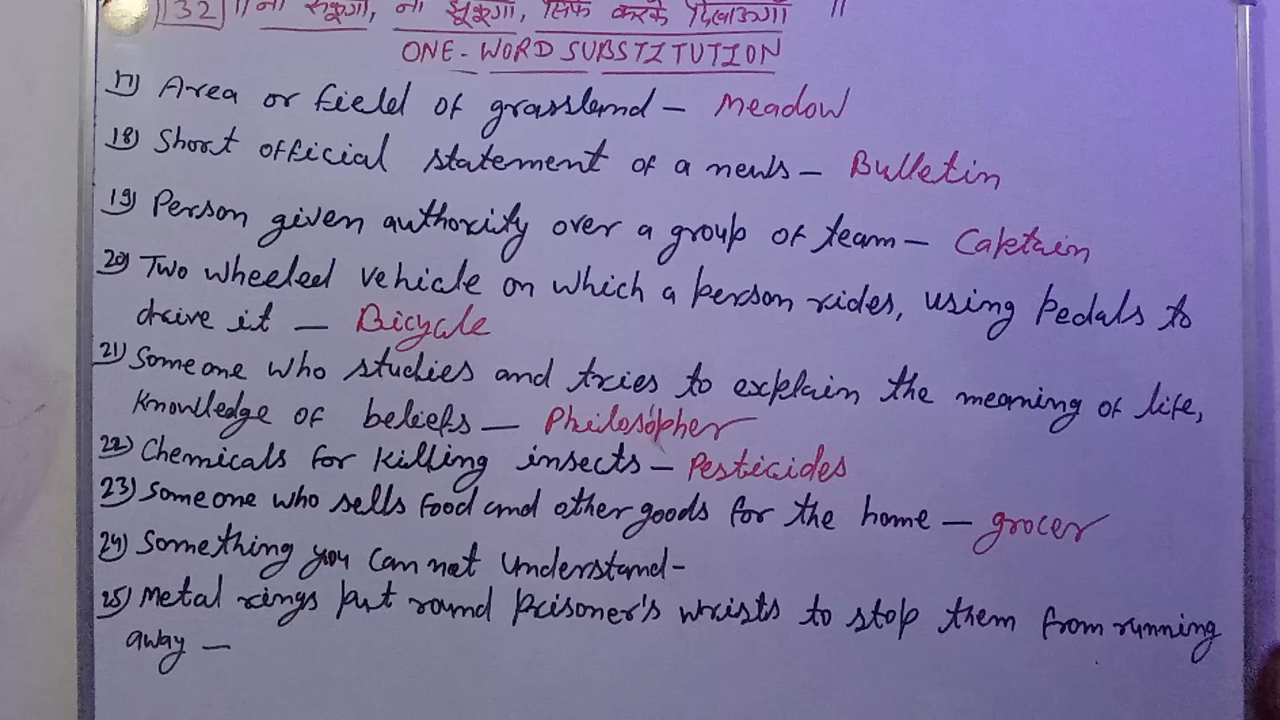 132 || ना रुकूंगा, ना झुकूंगा, सिर्फ करके दिखाऊंगा ||
ONE-WORD SUBSTITUTION
17) Area or field of grassland - Meadow
18) Short official statement of a news - Bulletin
19) Person given authority over a group of team - Captain
20) Two wheeled vehicle on which a person rides, using pedals to
drive it - Bicycle
21) Someone who studies and tries to explain the meaning of life,
knowledge of beliefs - Philosopher
22) Chemicals for killing insects - Pesticides
23) Someone who sells food and other goods for the home - grocer
24) Something you can not understand -
25) Metal rings put round prisoner's wrists to stop them from running
away -